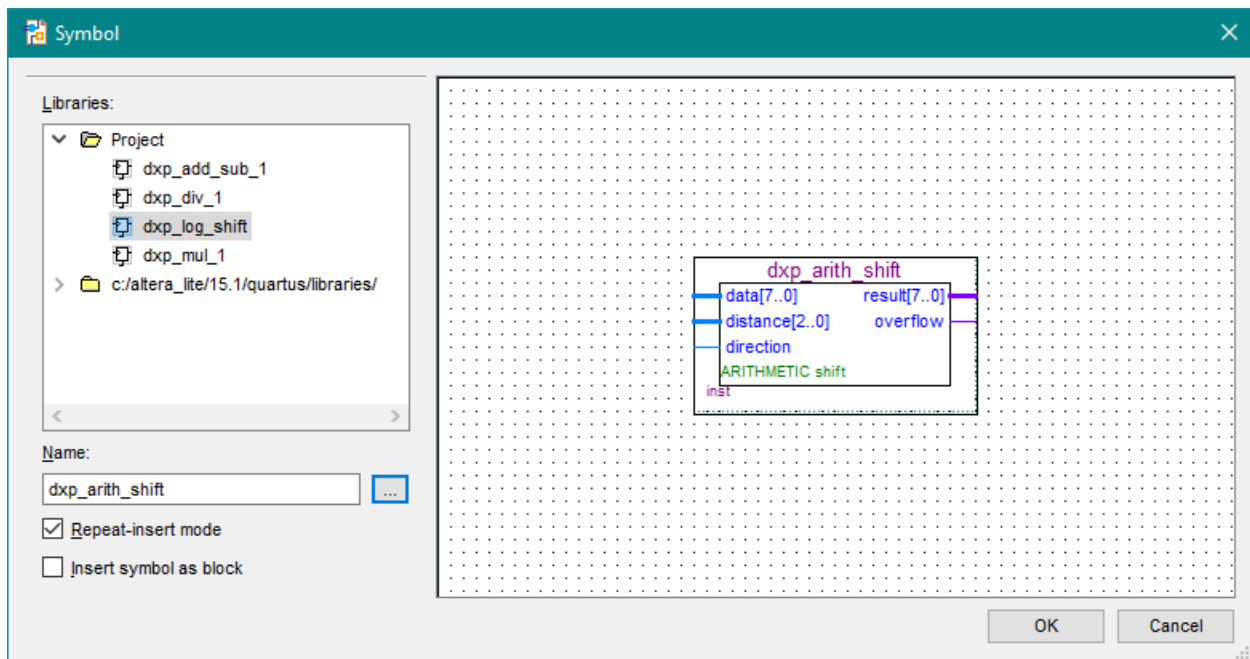 Symbol
Libraries:
Project
dxp_add_sub_1
dxp_div_1
dxp_log_shift
dxp_mul_1
c:/altera_lite/15.1/quartus/libraries/
Name:
dxp_arith_shift
...
Repeat-insert mode
Insert symbol as block
dxp_arith_shift
data[7..0] result[7..0]
distance[2..0] overflow
direction
ARITHMETIC shift
inst
OK Cancel